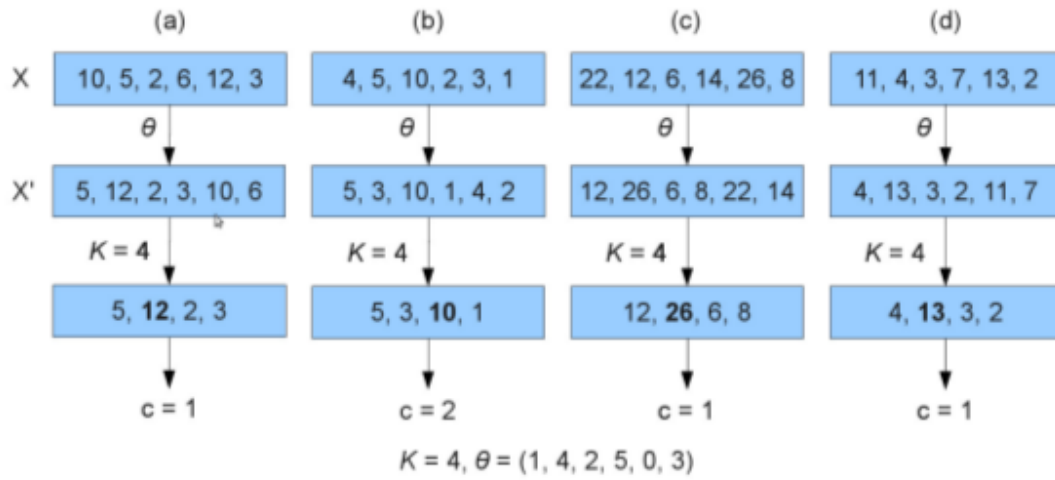 (a) (b) (c) (d)
X 10, 5, 2, 6, 12, 3 4, 5, 10, 2, 3, 1 22, 12, 6, 14, 26, 8 11, 4, 3, 7, 13, 2
θ θ θ θ
X' 5, 12, 2, 3, 10, 6 5, 3, 10, 1, 4, 2 12, 26, 6, 8, 22, 14 4, 13, 3, 2, 11, 7
K = 4 K = 4 K = 4 K = 4
5, 12, 2, 3 5, 3, 10, 1 12, 26, 6, 8 4, 13, 3, 2
c = 1 c = 2 c = 1 c = 1
K = 4, θ = (1, 4, 2, 5, 0, 3)